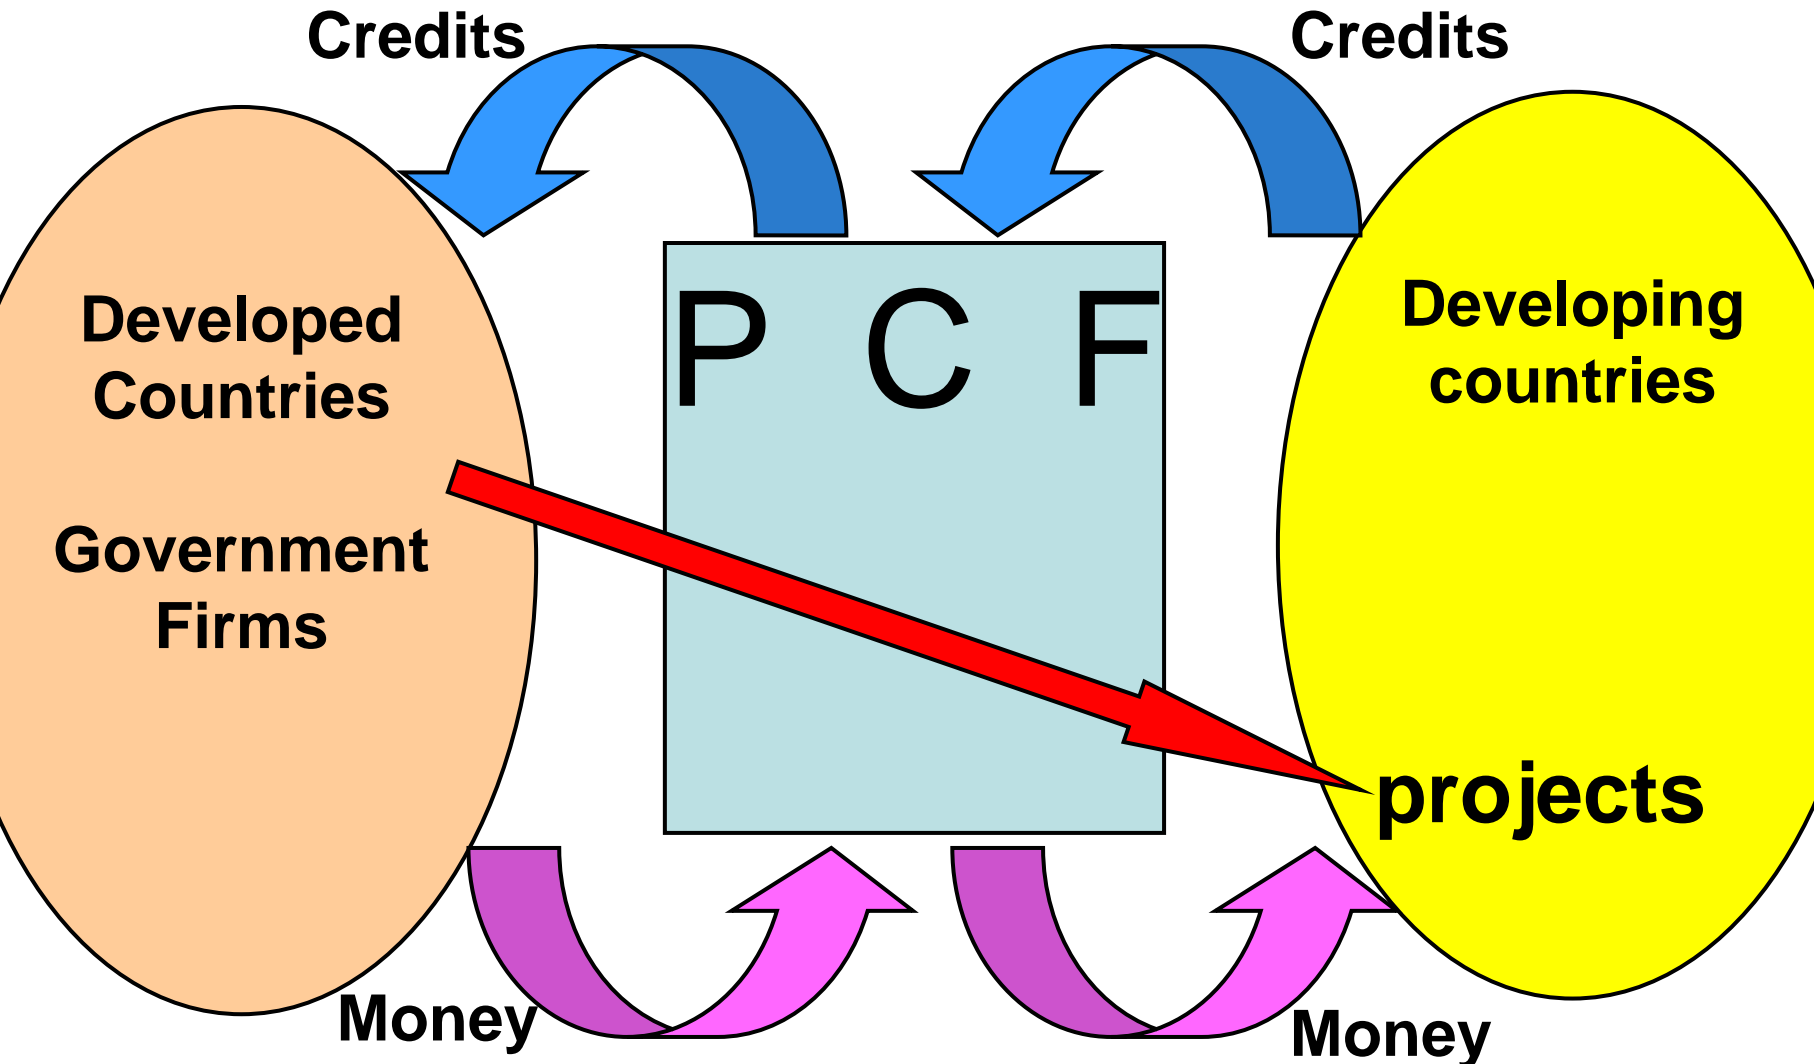 Credits
Credits
Developed
Countries
Government
Firms
P C F
Developing
countries
projects
Money
Money